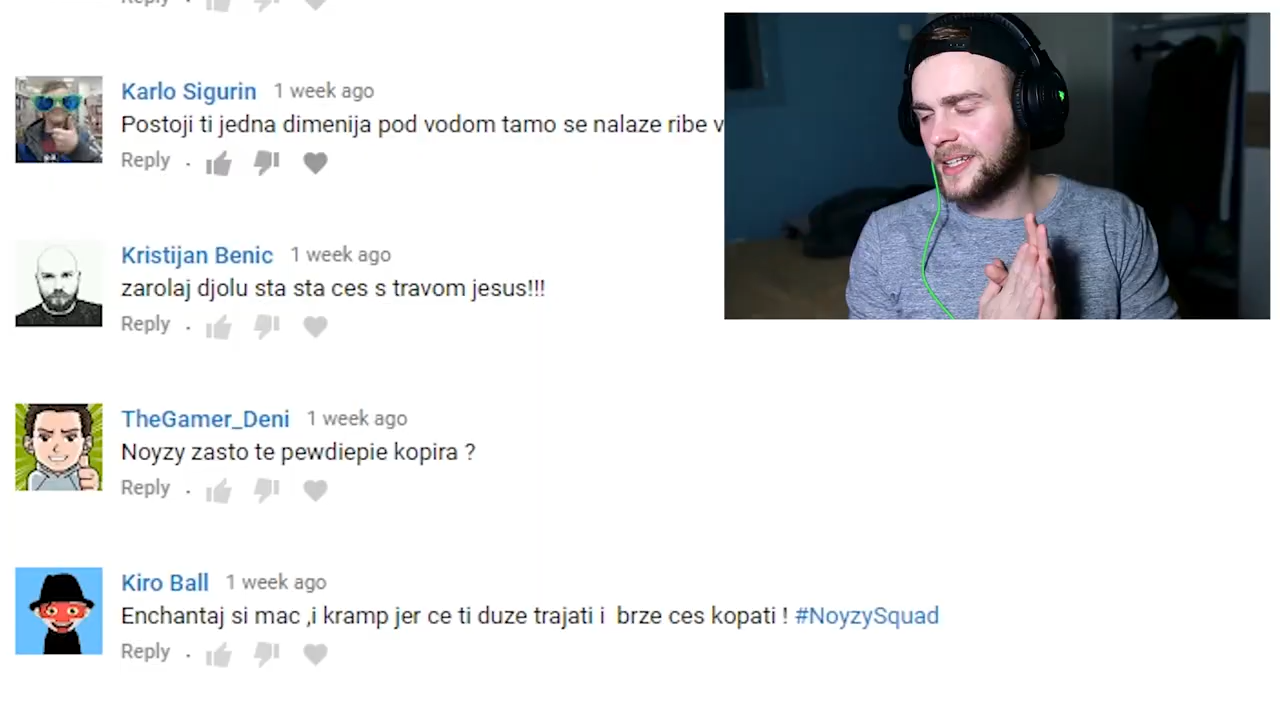 Reply
Karlo Sigurin 1 week ago
Postoji ti jedna dimenija pod vodom tamo se nalaze ribe v
Reply
Kristijan Benic 1 week ago
zarolaj djolu sta sta ces s travom jesus!!!
Reply
TheGamer_Deni 1 week ago
Noyzy zasto te pewdiepie kopira ?
Reply
Kiro Ball 1 week ago
Enchantaj si mac ,i kramp jer ce ti duze trajati i brze ces kopati ! #NoyzySquad
Reply